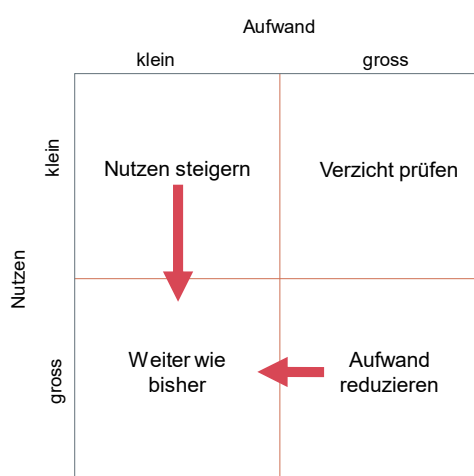 Aufwand
klein
gross
klein
Nutzen steigern
Verzicht prüfen
Nutzen
gross
Weiter wie
bisher
Aufwand
reduzieren